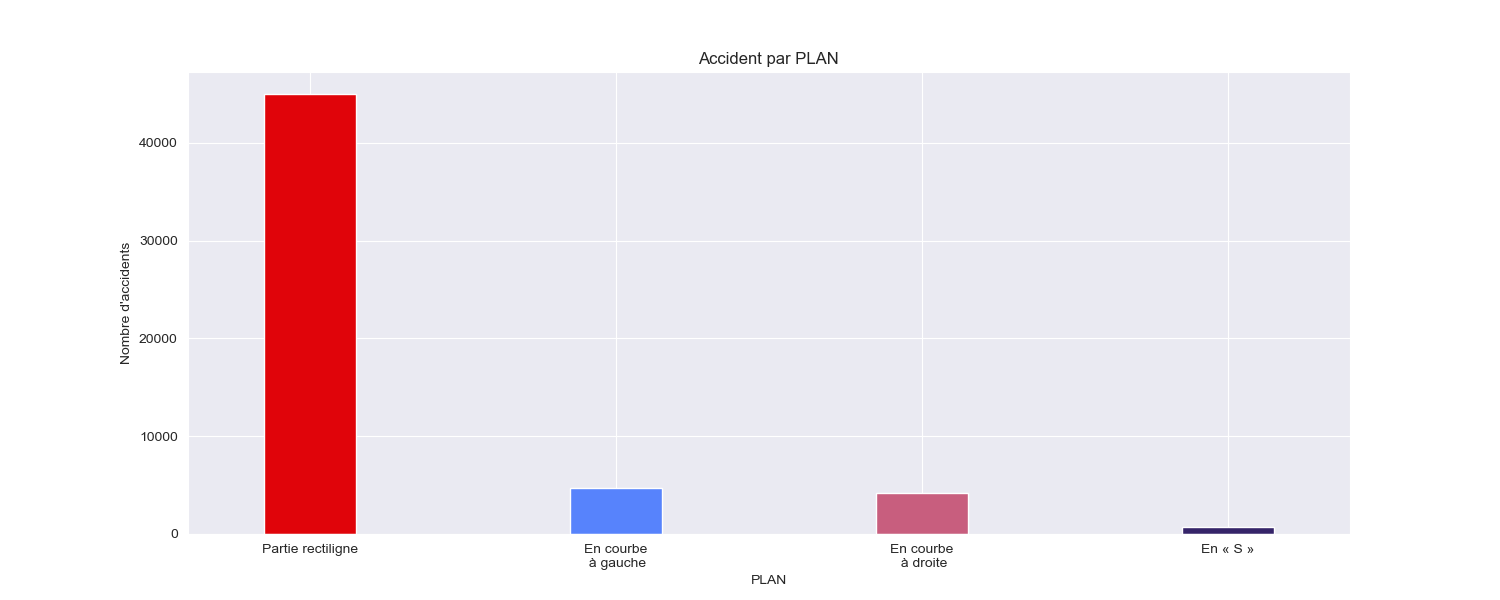 Accident par PLAN
Nombre d'accidents
40000
30000
20000
10000
0
Partie rectiligne
En courbe
à gauche
En courbe
à droite
En « S »
PLAN